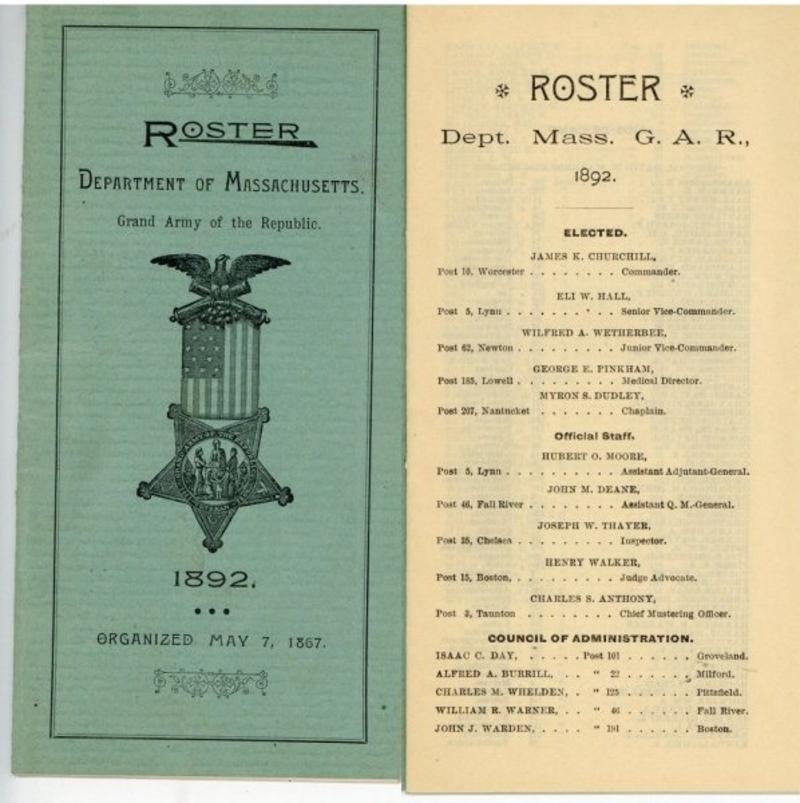 ROSTER
DEPARTMENT OF MASSACHUSETTS.
Grand Army of the Republic.
1892.
ORGANIZED MAY 7, 1867.
ROSTER
Dept. Mass. G. A. R.,
1892.
ELECTED.
JAMES K. CHURCHILL,
Post 10, Worcester . . . . . . . . Commander.
ELI W. HALL,
Post 5, Lynn . . . . . . . . . . Senior Vice-Commander.
WILFRED A. WETHERBEE,
Post 62, Newton . . . . . . . . . Junior Vice-Commander.
GEORGE E. PINKHAM,
Post 185, Lowell . . . . . . . . . Medical Director.
MYRON S. DUDLEY,
Post 207, Nantucket . . . . . . . Chaplain.
Official Staff.
HUBERT O. MOORE,
Post 5, Lynn . . . . . . . . . . Assistant Adjutant-General.
JOHN M. DEANE,
Post 46, Fall River . . . . . . . . Assistant Q. M.-General.
JOSEPH W. THAYER,
Post 35, Chelsea . . . . . . . . . Inspector.
HENRY WALKER,
Post 15, Boston, . . . . . . . . . Judge Advocate.
CHARLES S. ANTHONY,
Post 3, Taunton . . . . . . . . Chief Mustering Officer.
COUNCIL OF ADMINISTRATION.
ISAAC C. DAY, . . . . . Post 101 . . . . . . Groveland.
ALFRED A. BURRILL, . . " 22 . . . . . . Milford.
CHARLES M. WHELDEN, . " 125 . . . . . . Pittsfield.
WILLIAM R. WARNER, . . " 46 . . . . . . Fall River.
JOHN J. WARDEN, . . . . " 191 . . . . . . Boston.